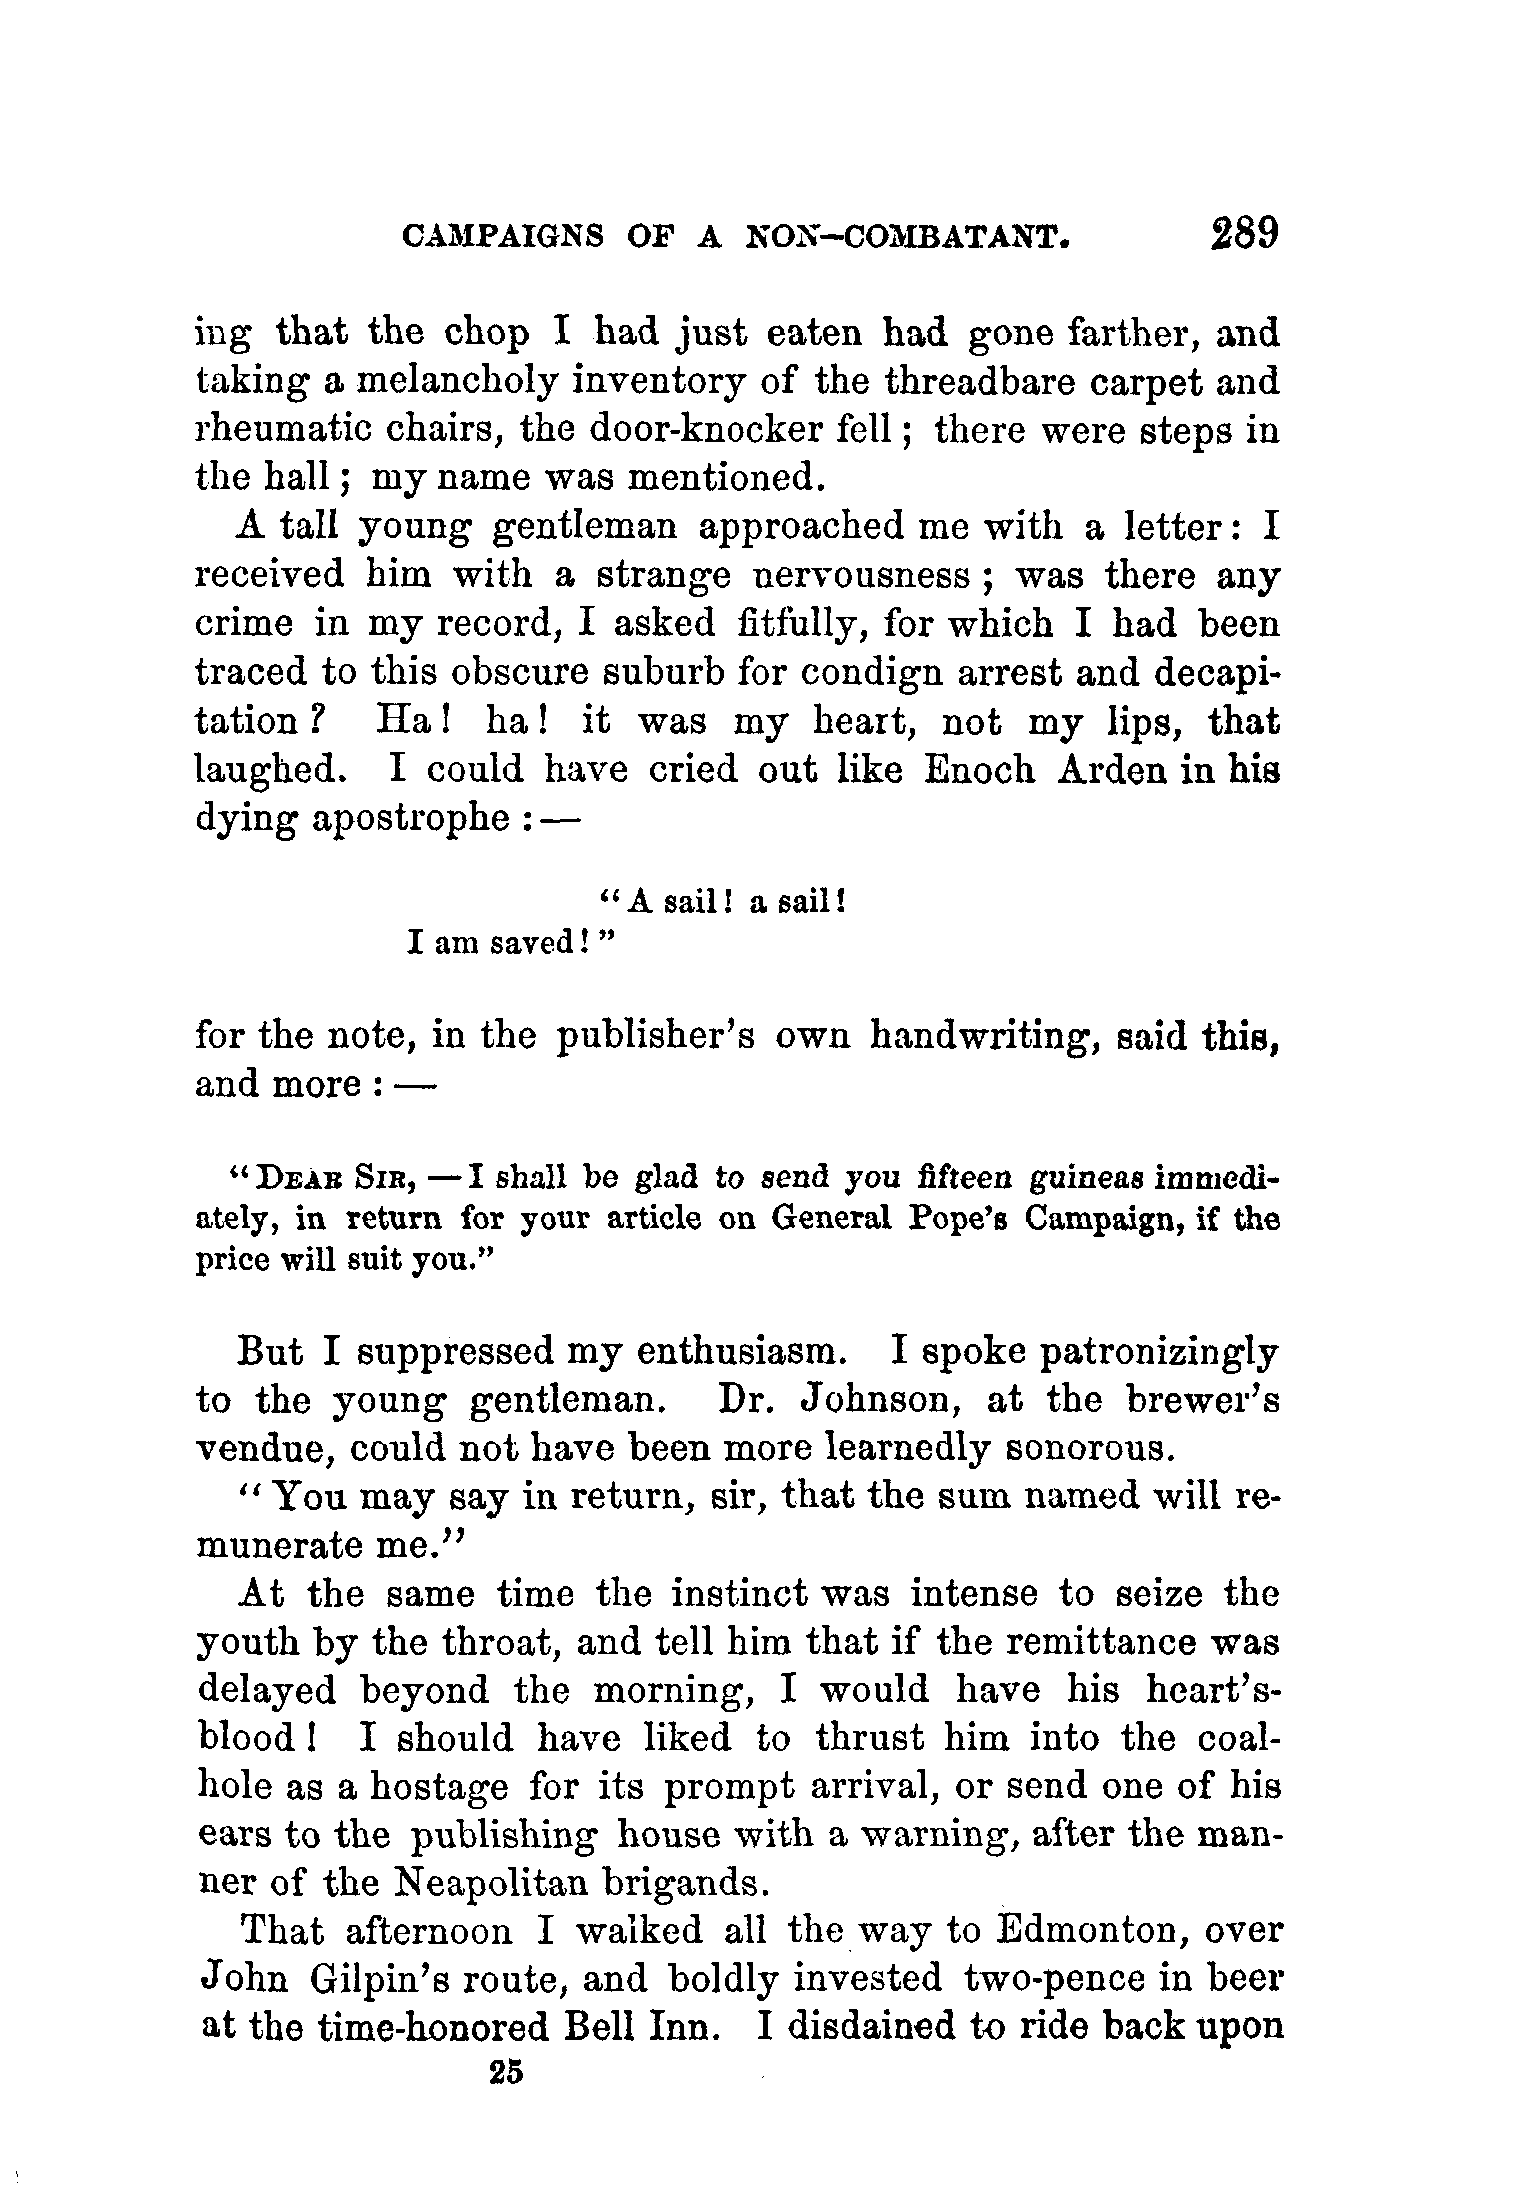 CAMPAIGNS OF A NON-COMBATANT. 289
ing that the chop I had just eaten had gone farther, and
taking a melancholy inventory of the threadbare carpet and
rheumatic chairs, the door-knocker fell; there were steps in
the hall; my name was mentioned.
A tall young gentleman approached me with a letter: I
received him with a strange nervousness; was there any
crime in my record, I asked fitfully, for which I had been
traced to this obscure suburb for condign arrest and decapi-
tation? Ha! ha! it was my heart, not my lips, that
laughed. I could have cried out like Enoch Arden in his
dying apostrophe:—
"A sail! a sail!
I am saved!"
for the note, in the publisher's own handwriting, said this,
and more:—
"DEAR SIR,—I shall be glad to send you fifteen guineas immedi-
ately, in return for your article on General Pope's Campaign, if the
price will suit you."
But I suppressed my enthusiasm. I spoke patronizingly
to the young gentleman. Dr. Johnson, at the brewer's
vendue, could not have been more learnedly sonorous.
"You may say in return, sir, that the sum named will re-
munerate me."
At the same time the instinct was intense to seize the
youth by the throat, and tell him that if the remittance was
delayed beyond the morning, I would have his heart's-
blood! I should have liked to thrust him into the coal-
hole as a hostage for its prompt arrival, or send one of his
ears to the publishing house with a warning, after the man-
ner of the Neapolitan brigands.
That afternoon I walked all the way to Edmonton, over
John Gilpin's route, and boldly invested two-pence in beer
at the time-honored Bell Inn. I disdained to ride back upon
25